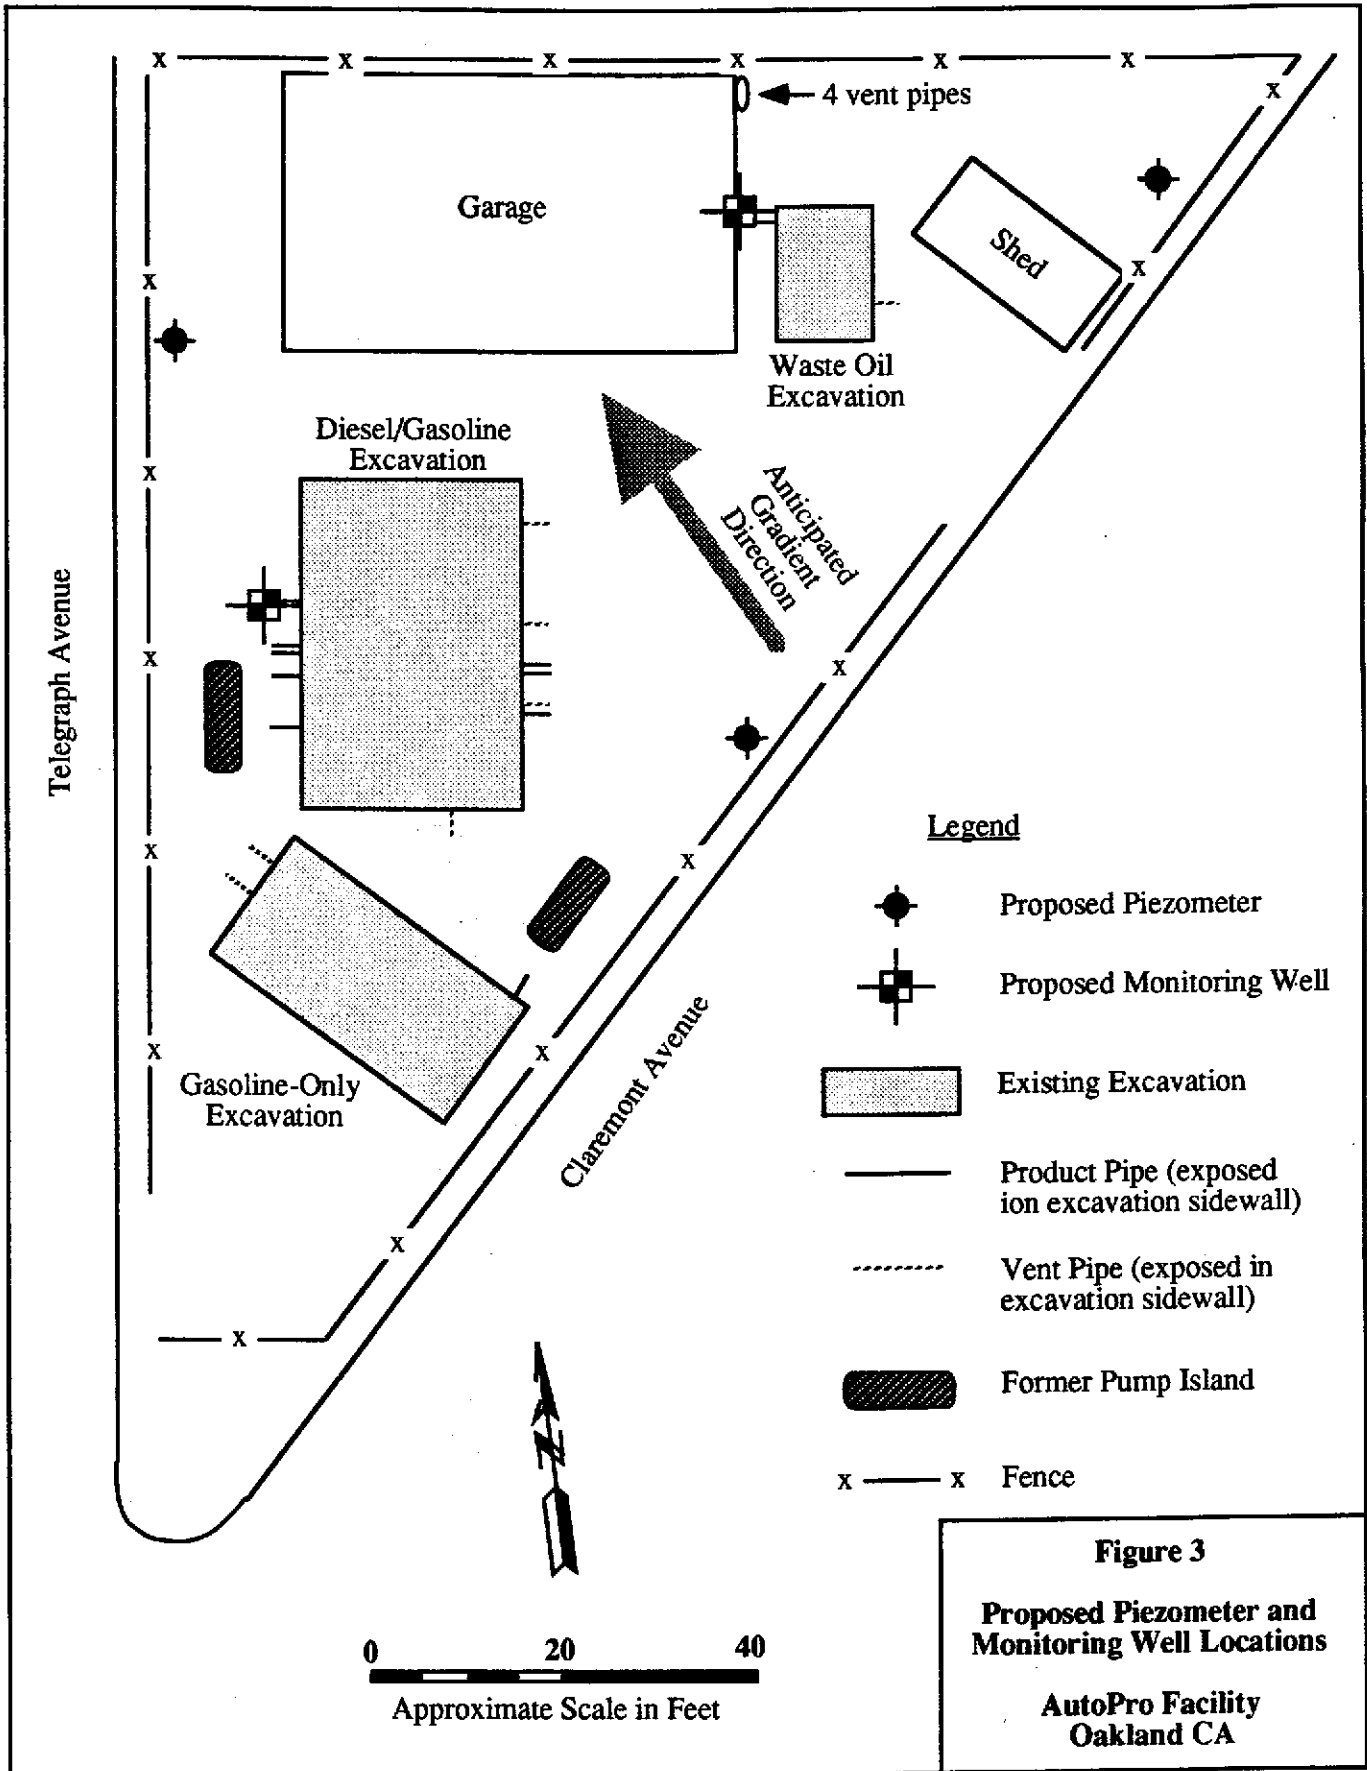 x x x x x x
4 vent pipes
x
Garage
Shed
x
x
Waste Oil
Excavation
Diesel/Gasoline
Excavation
x
Anticipated
Gradient
Direction
Telegraph Avenue
x
x
x
x
Legend
Proposed Piezometer
Proposed Monitoring Well
x
x
Gasoline-Only
Excavation
Claremont Avenue
Existing Excavation
Product Pipe (exposed
ion excavation sidewall)
x
Vent Pipe (exposed in
excavation sidewall)
x
Former Pump Island
N
x x Fence
Figure 3
Proposed Piezometer and
Monitoring Well Locations
AutoPro Facility
Oakland CA
0 20 40
Approximate Scale in Feet